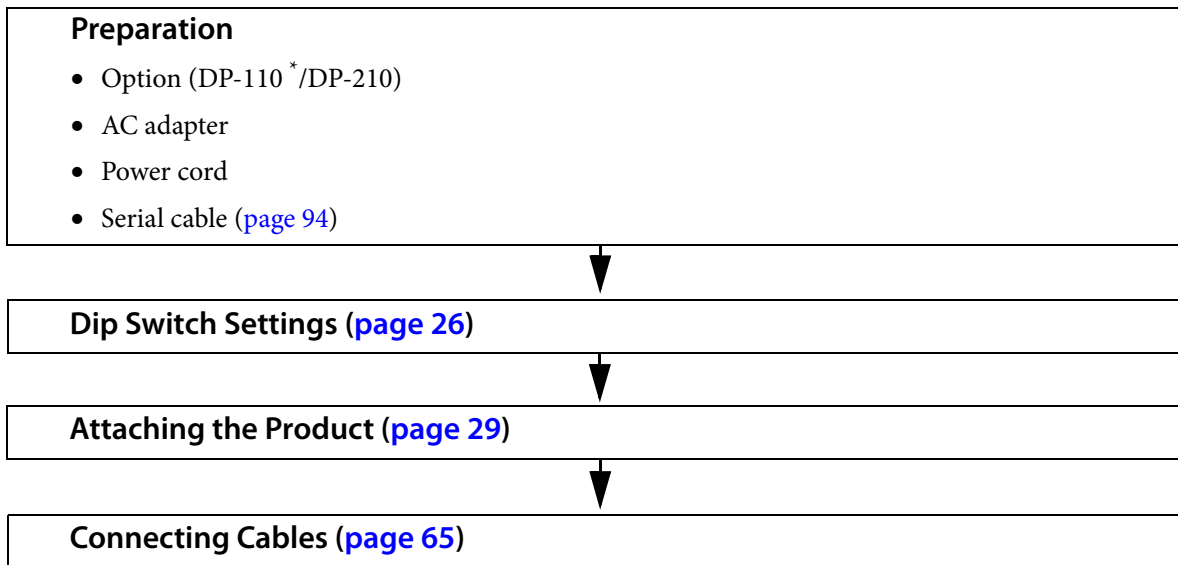 Preparation
• Option (DP-110 */DP-210)
• AC adapter
• Power cord
• Serial cable (page 94)
Dip Switch Settings (page 26)
Attaching the Product (page 29)
Connecting Cables (page 65)